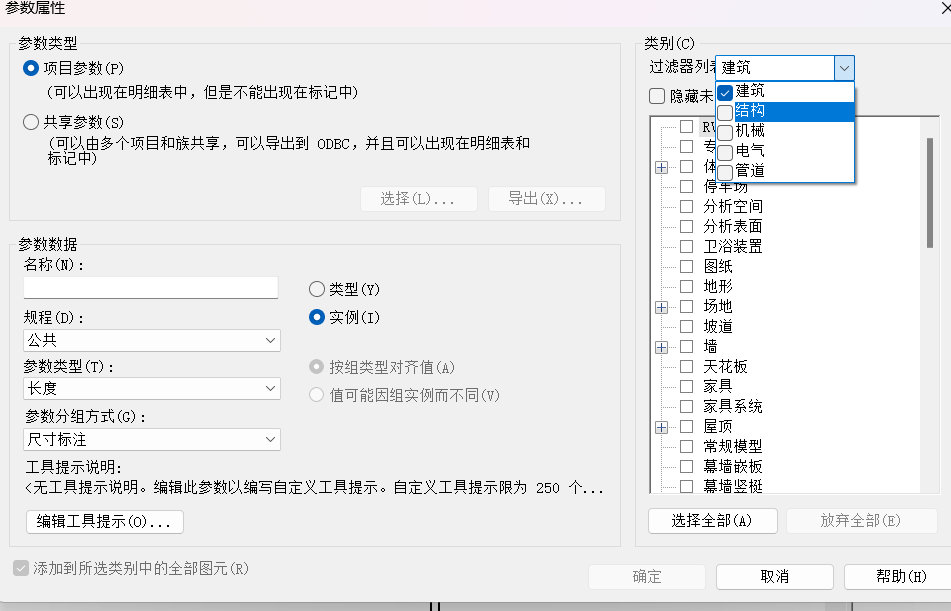 参数属性
参数类型
项目参数(P)
(可以出现在明细表中，但是不能出现在标记中)
共享参数(S)
(可以由多个项目和族共享，可以导出到 ODBC，并且可以出现在明细表和
标记中)
选择(L)...
导出(X)...
参数数据
名称(N):
类型(Y)
规程(D):
实例(I)
公共
参数类型(T):
按组类型对齐值(A)
长度
值可能因组实例而不同(V)
参数分组方式(G):
尺寸标注
工具提示说明:
<无工具提示说明。编辑此参数以编写自定义工具提示。自定义工具提示限为 250 个...
编辑工具提示(O)...
添加到所选类别中的全部图元(R)
类别(C)
过滤器列表
建筑
建筑
隐藏未
结构
机械
电气
管道
专
体
停车场
分析空间
分析表面
卫浴装置
图纸
地形
场地
坡道
墙
天花板
家具
家具系统
屋顶
常规模型
幕墙嵌板
幕墙竖梃
选择全部(A)
放弃全部(E)
确定
取消
帮助(H)